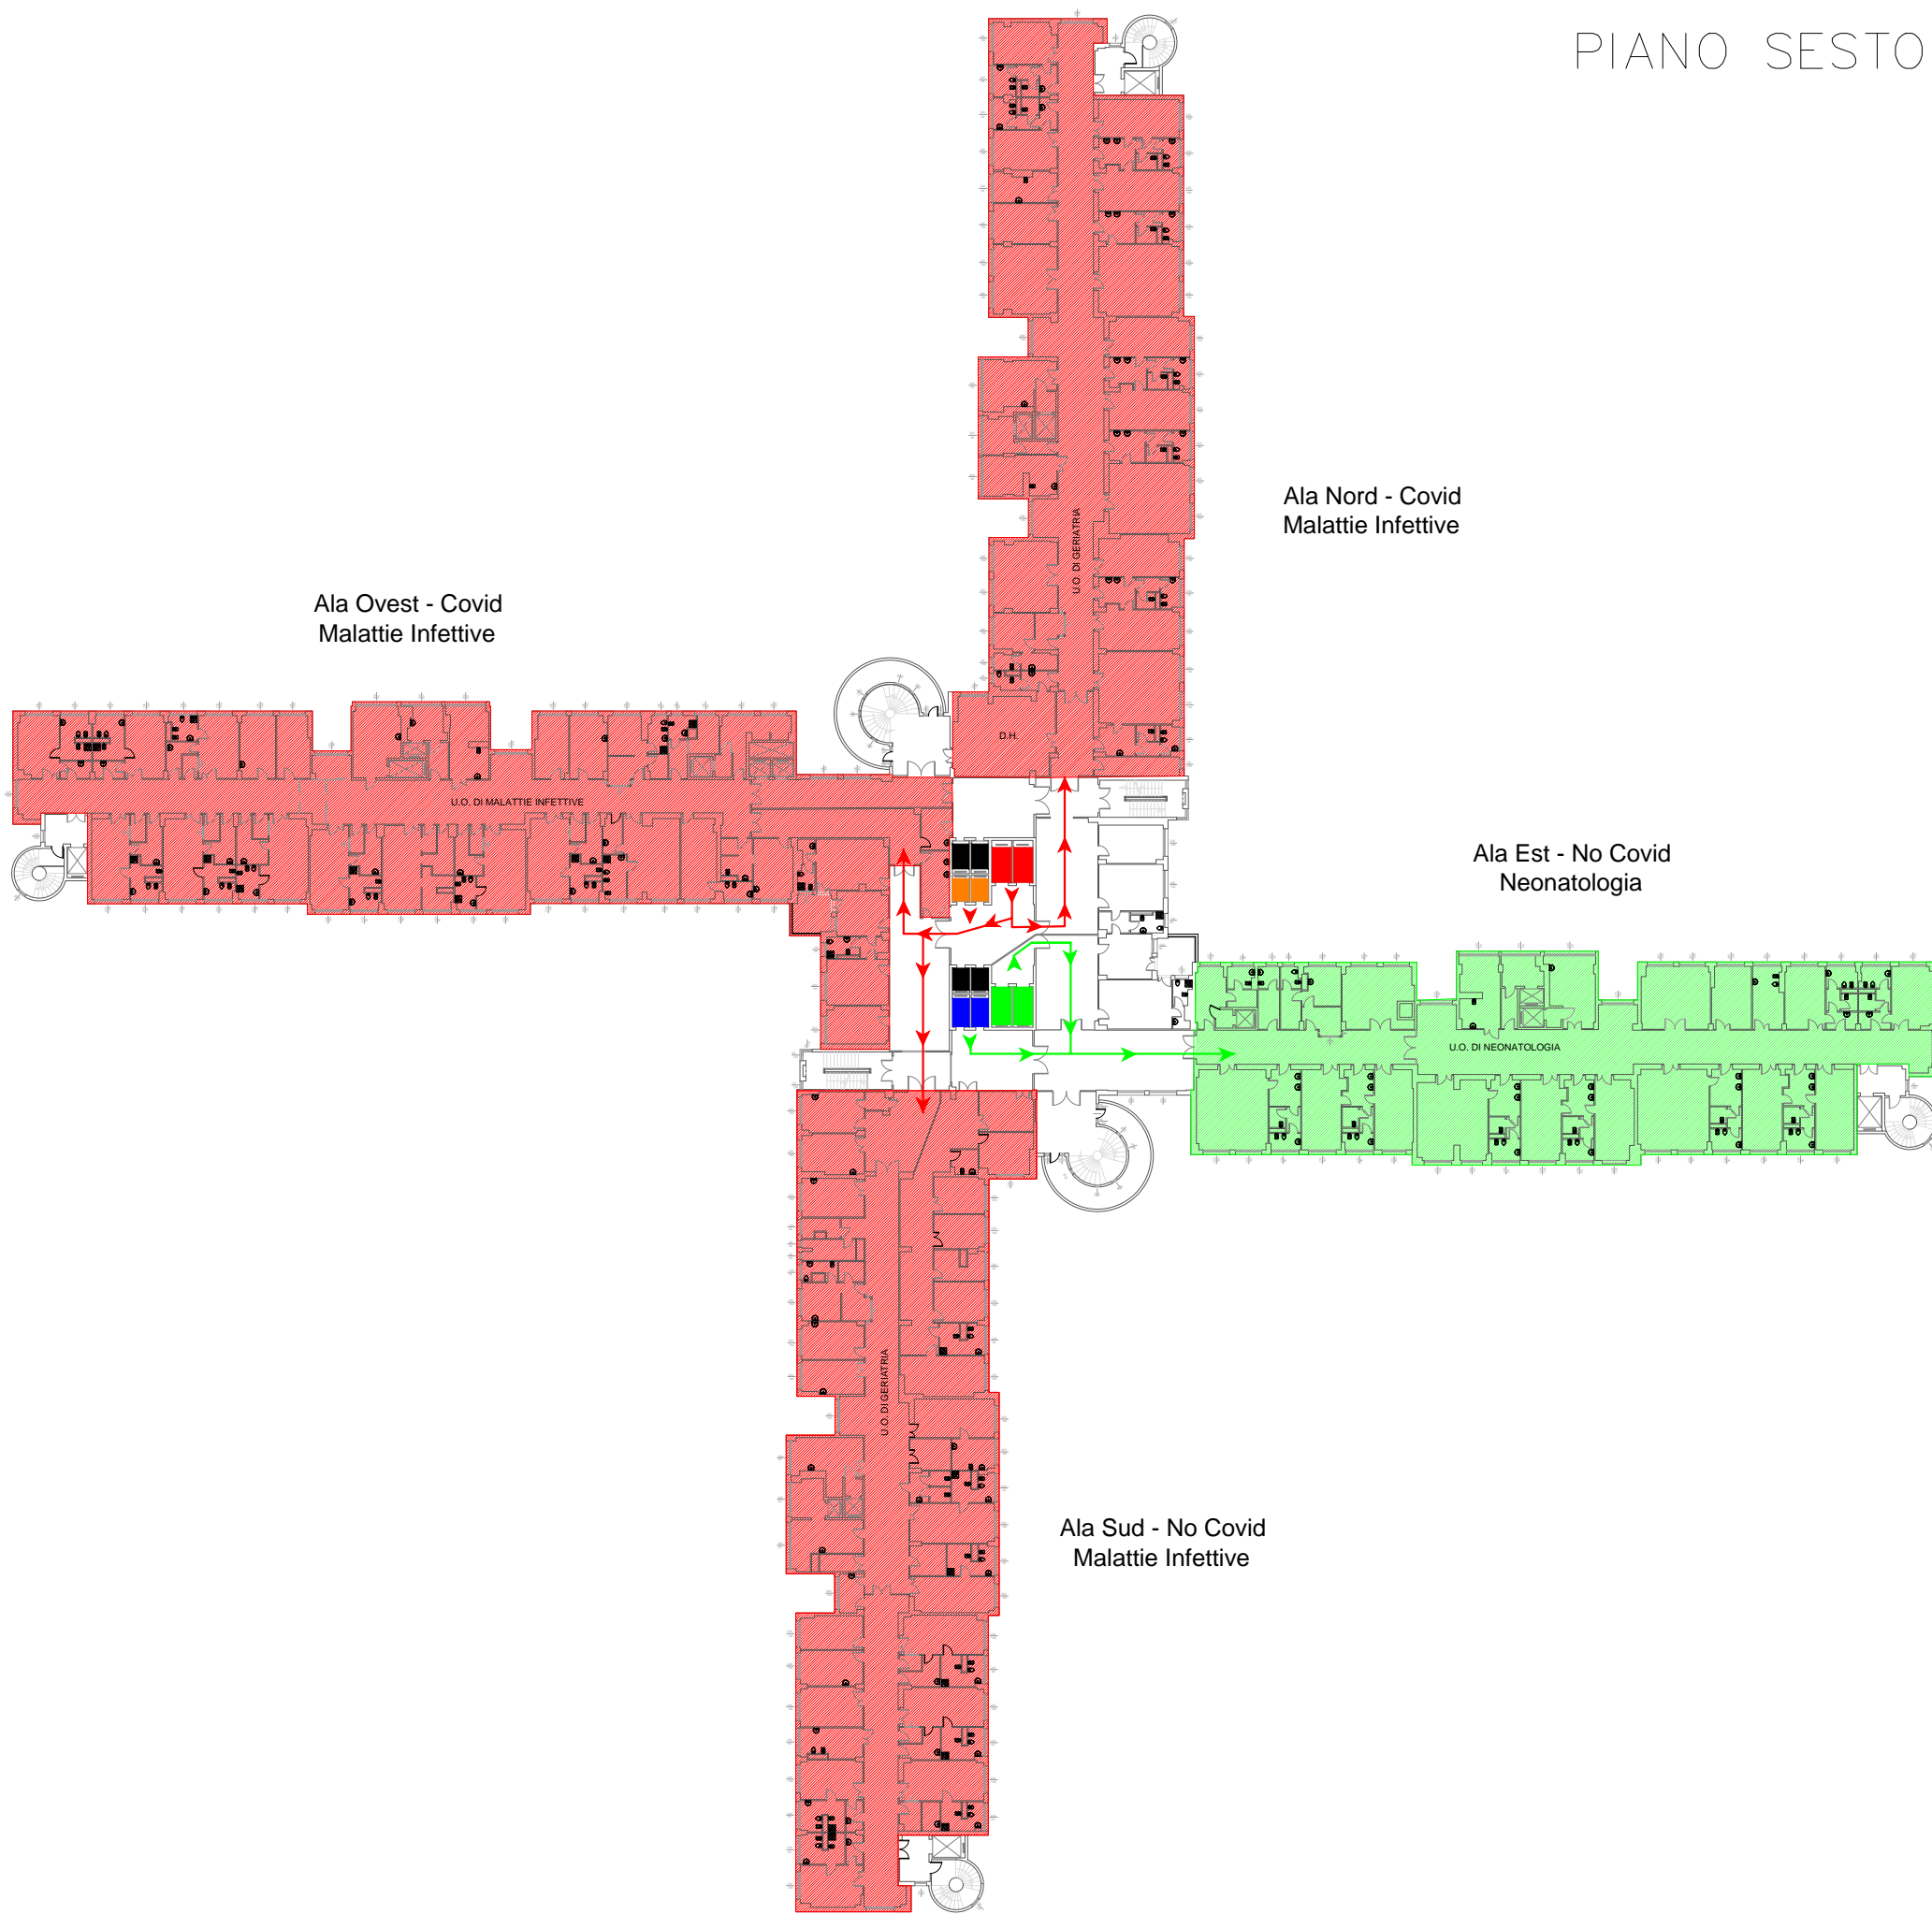 PIANO SESTO
Ala Nord - Covid
Malattie Infettive
U.O. DI GERIATRIA
Ala Ovest - Covid
Malattie Infettive
D.H.
U.O. DI MALATTIE INFETTIVE
Ala Est - No Covid
Neonatologia
U.O. DI NEONATOLOGIA
U.O. DI GERIATRIA
Ala Sud - No Covid
Malattie Infettive